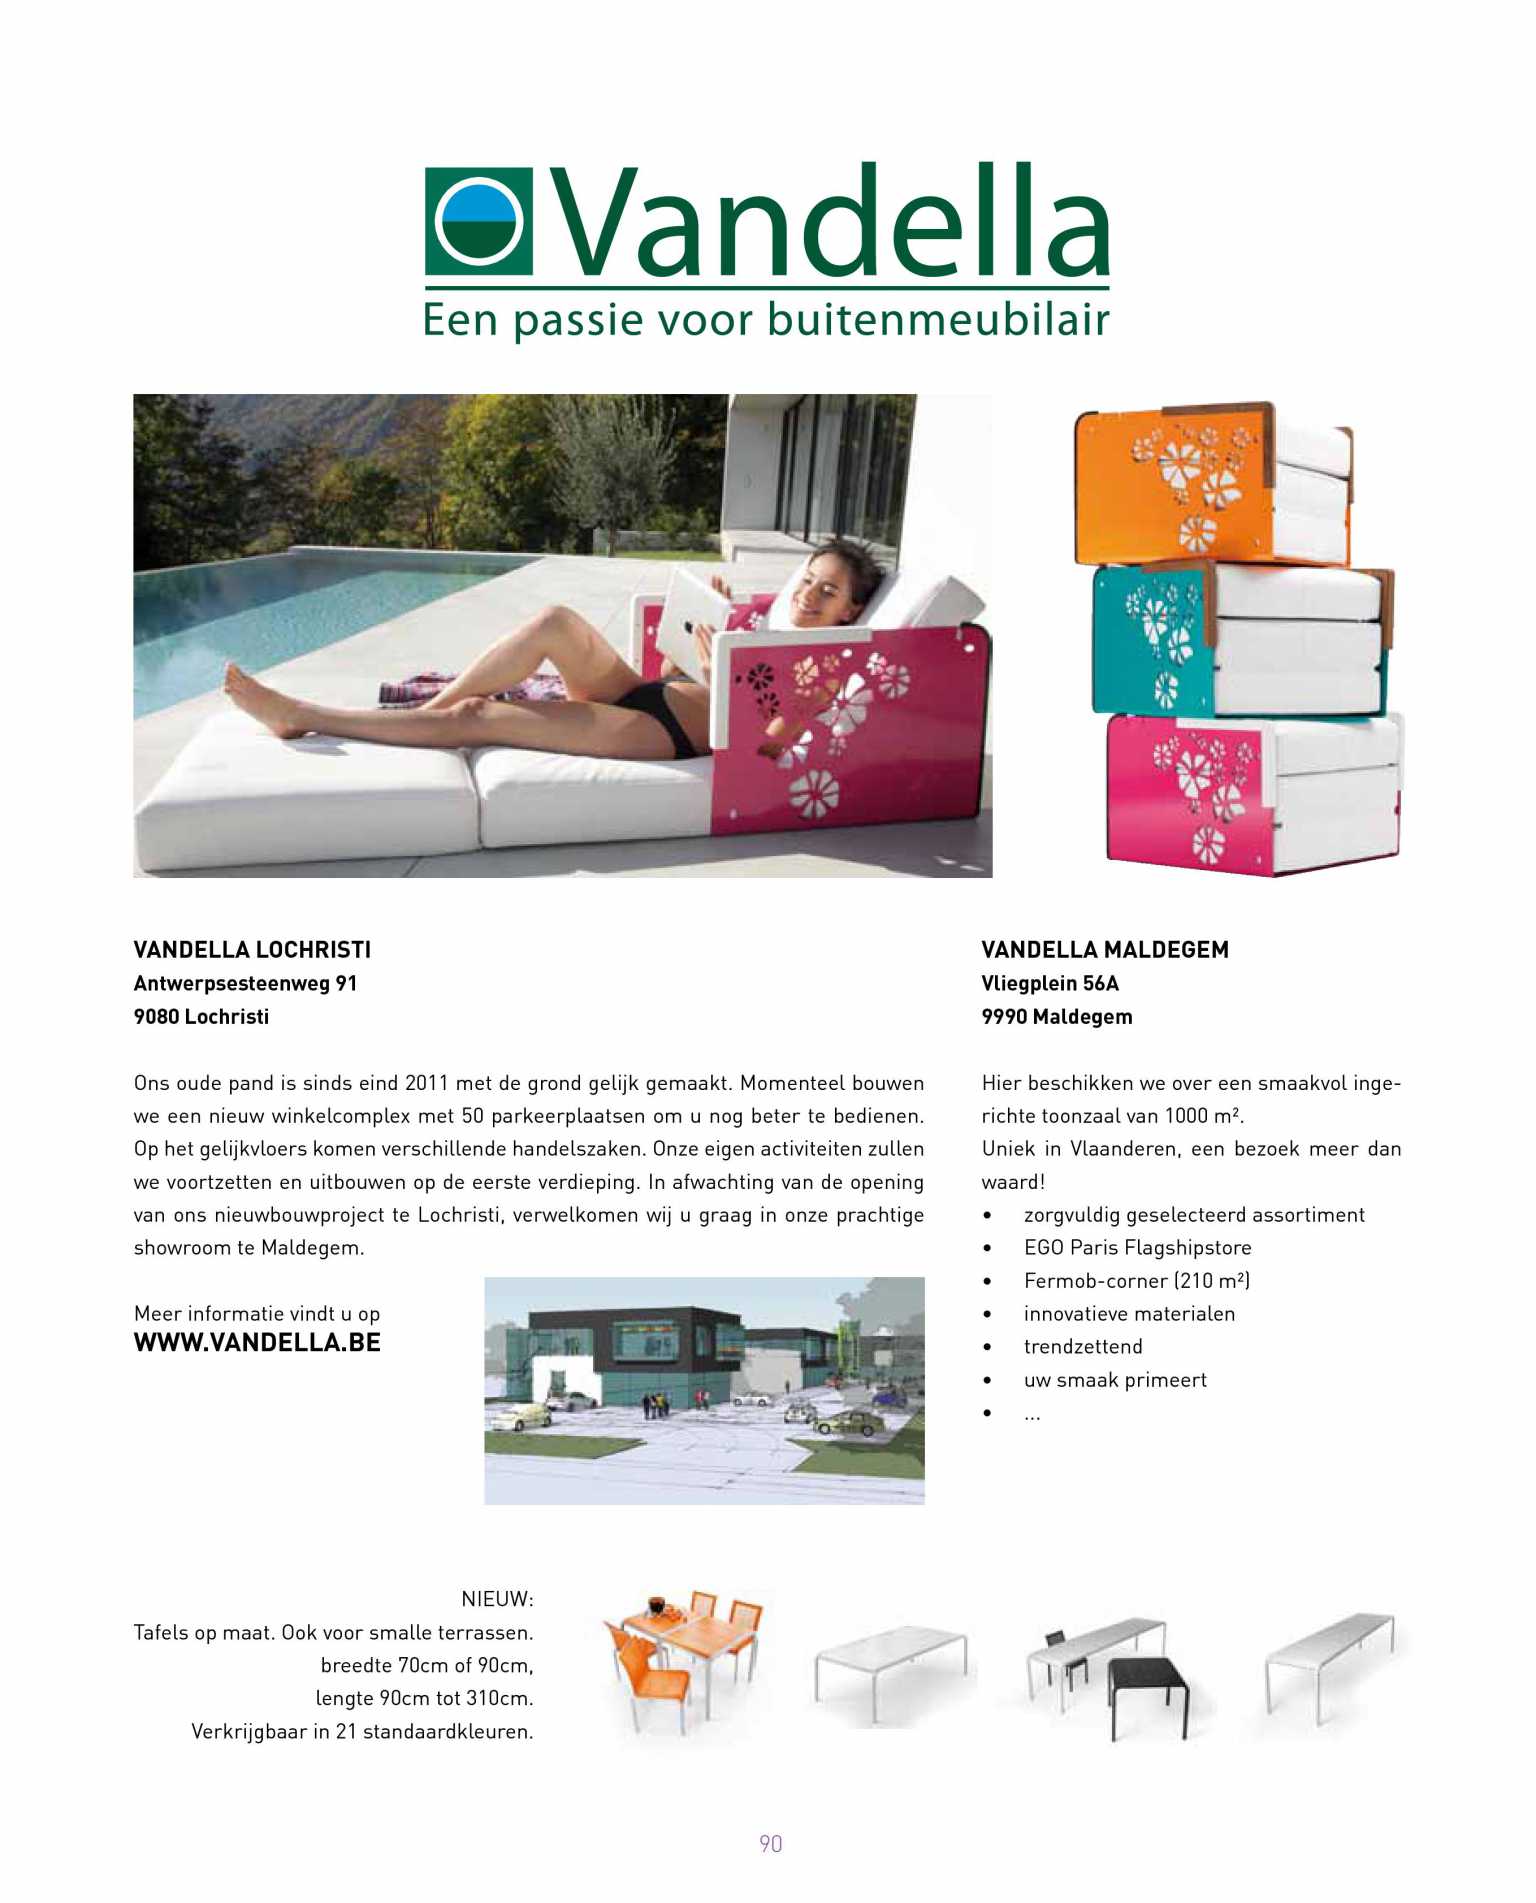 Vandella
Een passie voor buitenmeubilair
VANDELLA LOCHRISTI
Antwerpsesteenweg 91
9080 Lochristi
Ons oude pand is sinds eind 2011 met de grond gelijk gemaakt. Momenteel bouwen
we een nieuw winkelcomplex met 50 parkeerplaatsen om u nog beter te bedienen.
Op het gelijkvloers komen verschillende handelszaken. Onze eigen activiteiten zullen
we voortzetten en uitbouwen op de eerste verdieping. In afwachting van de opening
van ons nieuwbouwproject te Lochristi, verwelkomen wij u graag in onze prachtige
showroom te Maldegem.
Meer informatie vindt u op
WWW.VANDELLA.BE
VANDELLA MALDEGEM
Vliegplein 56A
9990 Maldegem
Hier beschikken we over een smaakvol inge-
richte toonzaal van 1000 m².
Uniek in Vlaanderen, een bezoek meer dan
waard!
• zorgvuldig geselecteerd assortiment
• EGO Paris Flagshipstore
• Fermob-corner (210 m²)
• innovatieve materialen
• trendzettend
• uw smaak primeert
• ...
NIEUW:
Tafels op maat. Ook voor smalle terrassen.
breedte 70cm of 90cm,
lengte 90cm tot 310cm.
Verkrijgbaar in 21 standaardkleuren.
90